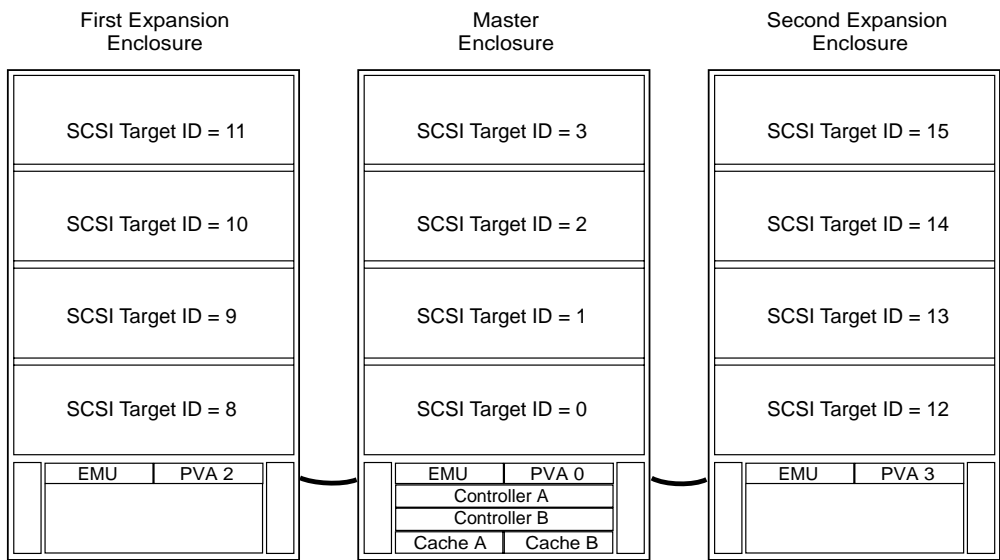 First Expansion
Enclosure
SCSI Target ID = 11
SCSI Target ID = 10
SCSI Target ID = 9
SCSI Target ID = 8
EMU
PVA 2
Master
Enclosure
SCSI Target ID = 3
SCSI Target ID = 2
SCSI Target ID = 1
SCSI Target ID = 0
EMU
PVA 0
Controller A
Controller B
Cache A
Cache B
Second Expansion
Enclosure
SCSI Target ID = 15
SCSI Target ID = 14
SCSI Target ID = 13
SCSI Target ID = 12
EMU
PVA 3